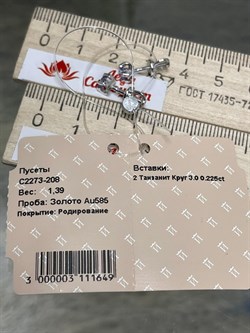 ГОСТ 17435-7
Пусеты
С2273-208
Вес: 1,39
Проба: Золото Au585
Покрытие: Родирование
Вставки:
2 Танзанит Круг 3.0 0.225ct
3 000003 111649